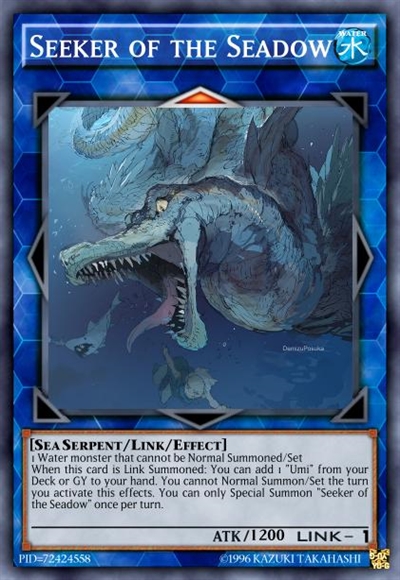 SEEKER OF THE SEADOW
WATER
水
DemizuPosuka
[SEA SERPENT/LINK/EFFECT]
1 Water monster that cannot be Normal Summoned/Set
When this card is Link Summoned: You can add 1 "Umi" from your
Deck or GY to your hand. You cannot Normal Summon/Set the turn
you activate this effects. You can only Special Summon "Seeker of
the Seadow" once per turn.
ATK/1200 LINK-1
PID=72424558 ©1996 KAZUKI TAKAHASHI